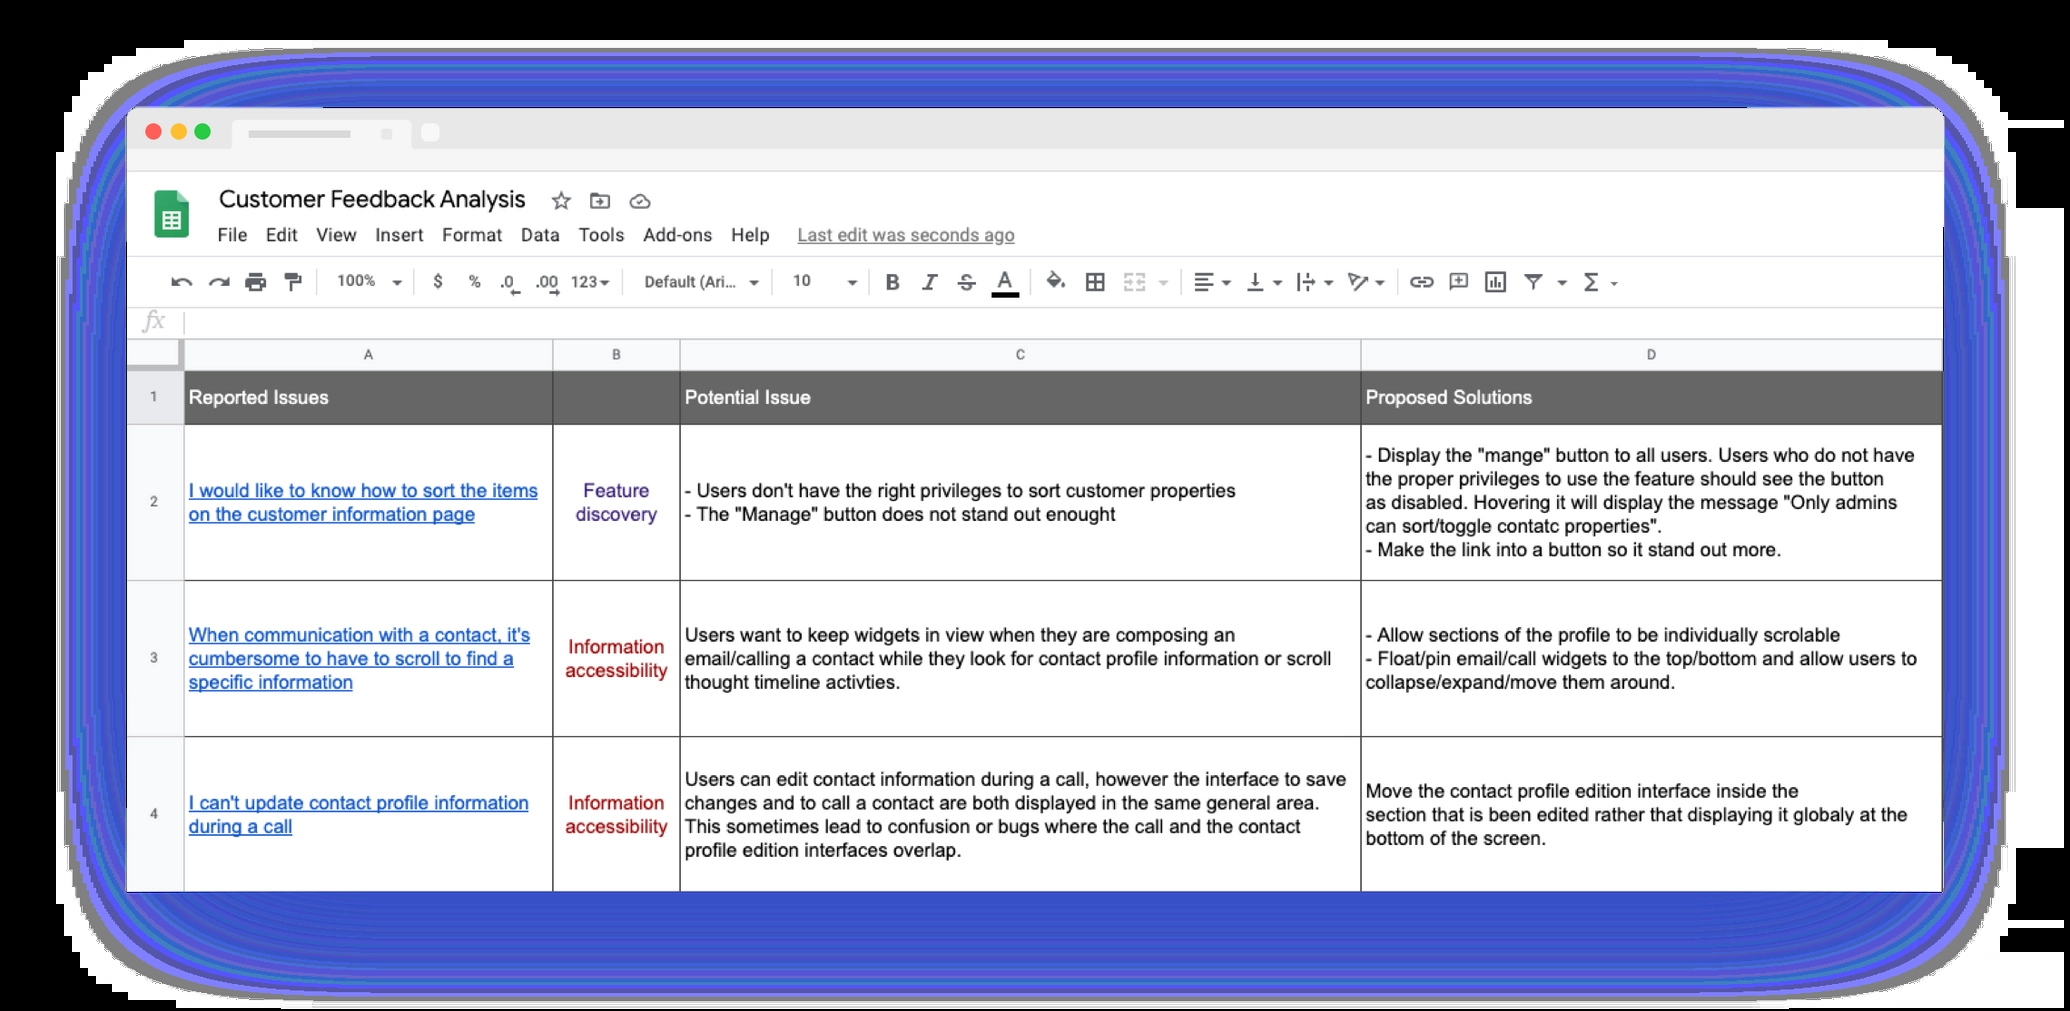 Customer Feedback Analysis
File Edit View Insert Format Data Tools Add-ons Help Last edit was seconds ago
100% $ % .0 .00 123 Default (Ari... 10 B I S A Σ
fx
A B C D
1 Reported Issues Potential Issue Proposed Solutions
2
I would like to know how to sort the items
on the customer information page
Feature
discovery
- Users don't have the right privileges to sort customer properties
- The "Manage" button does not stand out enought
- Display the "mange" button to all users. Users who do not have
the proper privileges to use the feature should see the button
as disabled. Hovering it will display the message "Only admins
can sort/toggle contatc properties".
- Make the link into a button so it stand out more.
3
When communication with a contact, it's
cumbersome to have to scroll to find a
specific information
Information
accessibility
Users want to keep widgets in view when they are composing an
email/calling a contact while they look for contact profile information or scroll
thought timeline activties.
- Allow sections of the profile to be individually scrolable
- Float/pin email/call widgets to the top/bottom and allow users to
collapse/expand/move them around.
4
I can't update contact profile information
during a call
Information
accessibility
Users can edit contact information during a call, however the interface to save
changes and to call a contact are both displayed in the same general area.
This sometimes lead to confusion or bugs where the call and the contact
profile edition interfaces overlap.
Move the contact profile edition interface inside the
section that is been edited rather that displaying it globaly at the
bottom of the screen.